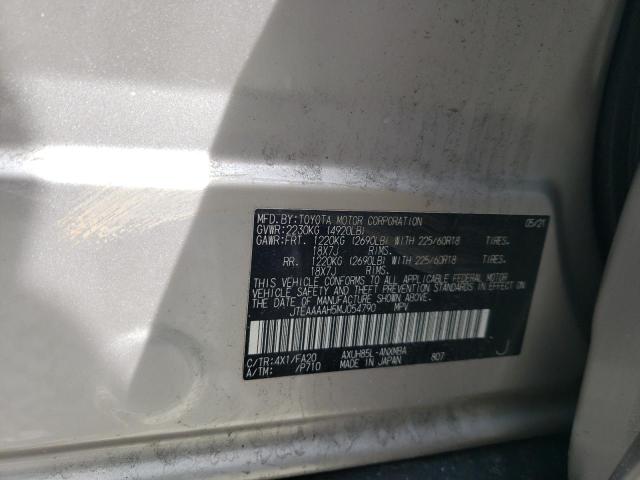 MFD.BY:TOYOTA MOTOR CORPORATION 05/21
GVWR:2230KG (4920LB)
GAWR:FRT. 1220KG (2690LB) WITH 225/60R18 TIRES.
18X7J RIMS.
RR. 1220KG (2690LB) WITH 225/60R18 TIRES.
18X7J RIMS.
THIS VEHICLE CONFORMS TO ALL APPLICABLE FEDERAL MOTOR
VEHICLE SAFETY AND THEFT PREVENTION STANDARDS IN EFFECT ON
THE DATE OF MANUFACTURE SHOWN ABOVE.
JTEAAAAH5MJ054790 MPV
C/TR:4X1/FA20 AXUH85L-ANXMBA
A/TM: /P710 MADE IN JAPAN 807 J